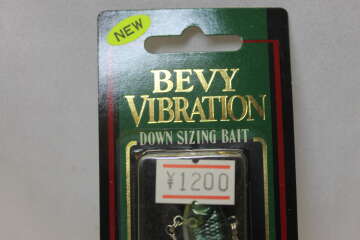 NEW
BEVY
VIBRATION
DOWN SIZING BAIT
¥1200